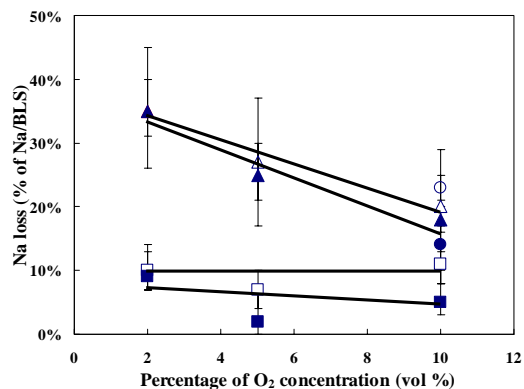 50%
40%
30%
20%
10%
0%
Na loss (% of Na/BLS)
0 2 4 6 8 10 12
Percentage of O₂ concentration (vol %)